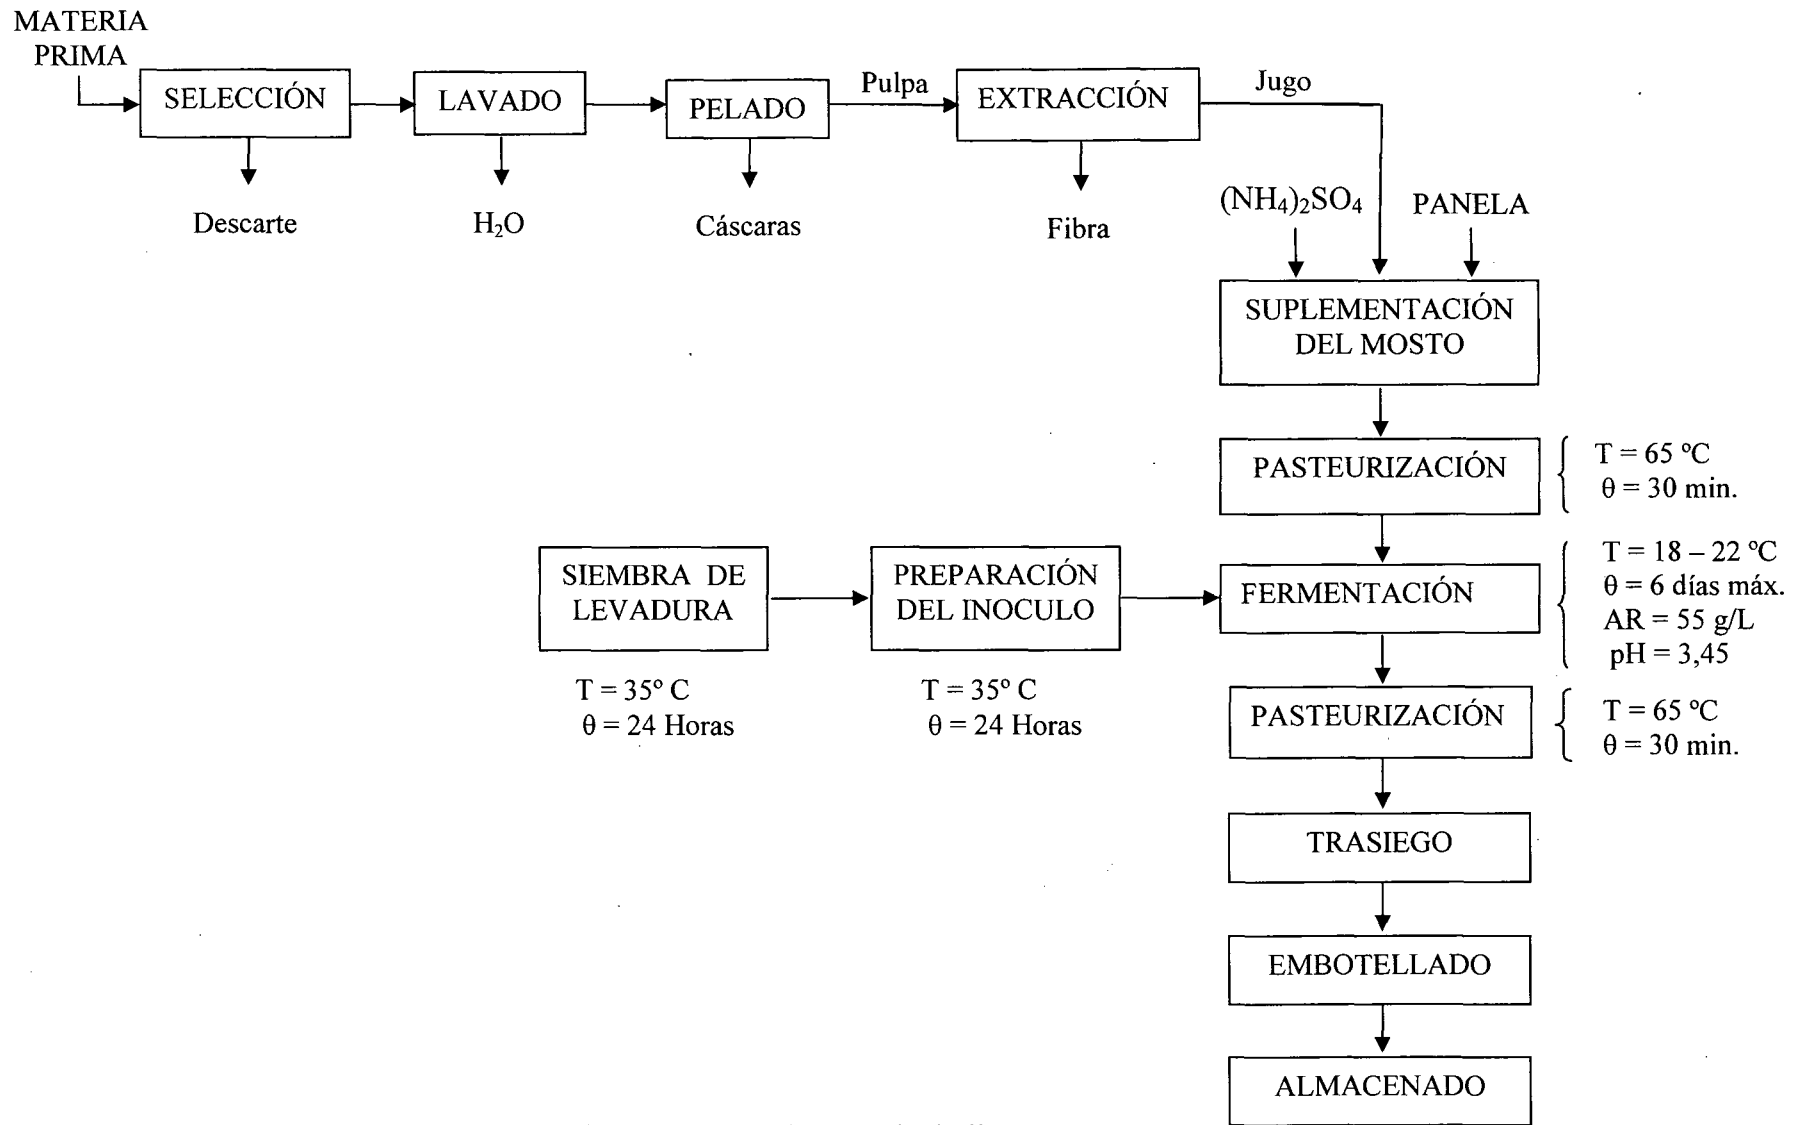 MATERIA
PRIMA
SELECCIÓN
LAVADO
PELADO
Pulpa
EXTRACCIÓN
Jugo
Descarte
H₂O
Cáscaras
Fibra
(NH₄)₂SO₄
PANELA
SUPLEMENTACIÓN
DEL MOSTO
PASTEURIZACIÓN
T = 65 ºC
θ = 30 min.
SIEMBRA DE
LEVADURA
T = 35º C
θ = 24 Horas
PREPARACIÓN
DEL INOCULO
T = 35º C
θ = 24 Horas
FERMENTACIÓN
T = 18 – 22 ºC
θ = 6 días máx.
AR = 55 g/L
pH = 3,45
PASTEURIZACIÓN
T = 65 ºC
θ = 30 min.
TRASIEGO
EMBOTELLADO
ALMACENADO